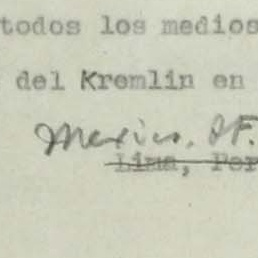 todos los medios
del Kremlin en
Mexico. D F.
Lima, Per